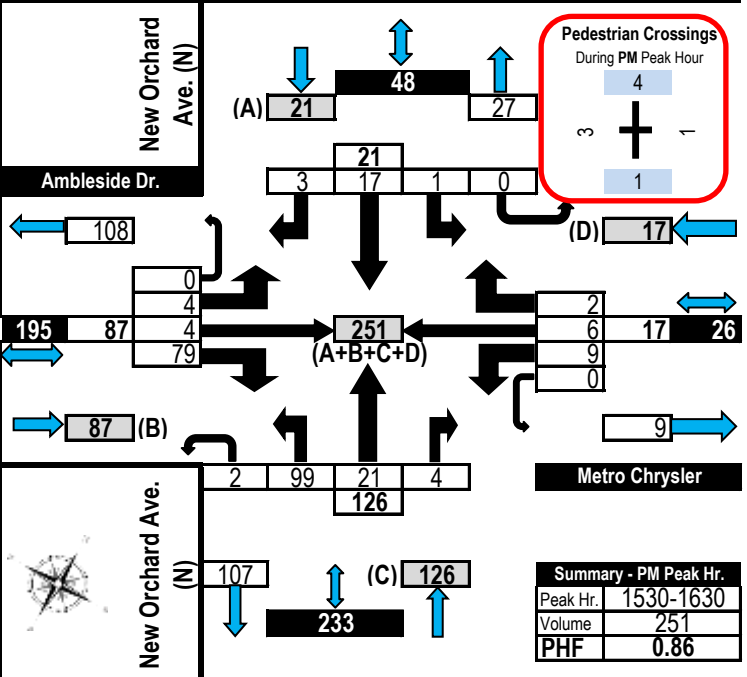 New Orchard
Ave. (N)
Ambleside Dr.
48
(A) 21
27
21
3 17 1 0
Pedestrian Crossings
During PM Peak Hour
4
3
1
1
108
(D) 17
0
4
195 87 4
79
251
(A+B+C+D)
2
6 17 26
9
0
87 (B)
9
2 99 21 4
126
Metro Chrysler
New Orchard Ave.
(N)
107
(C) 126
233
Summary - PM Peak Hr.
Peak Hr. 1530-1630
Volume 251
PHF 0.86